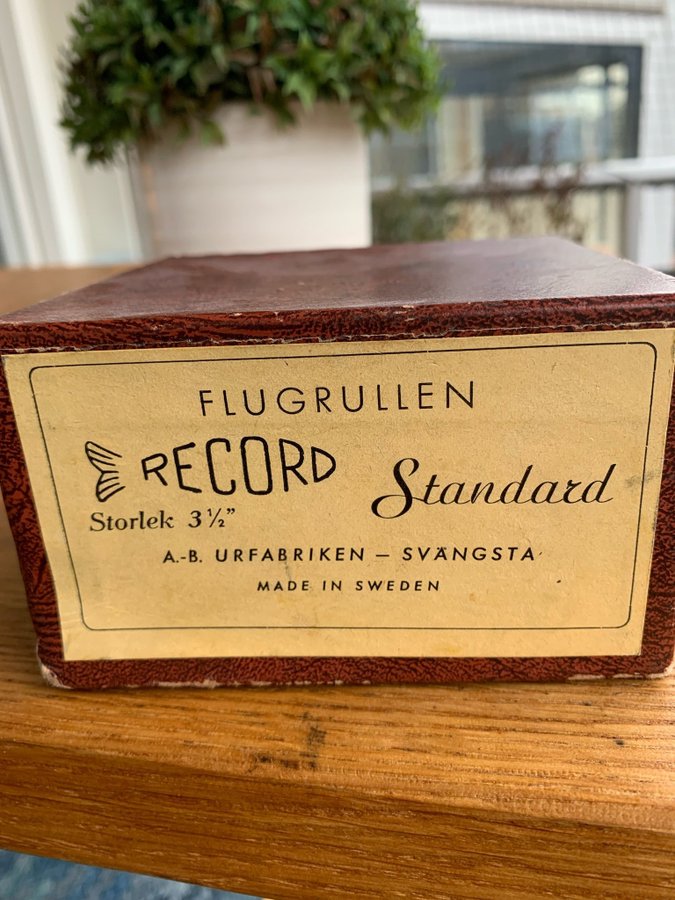 FLUGRULLEN
RECORD Standard
Storlek 3½”
A.-B. URFABRIKEN – SVÄNGSTA
MADE IN SWEDEN